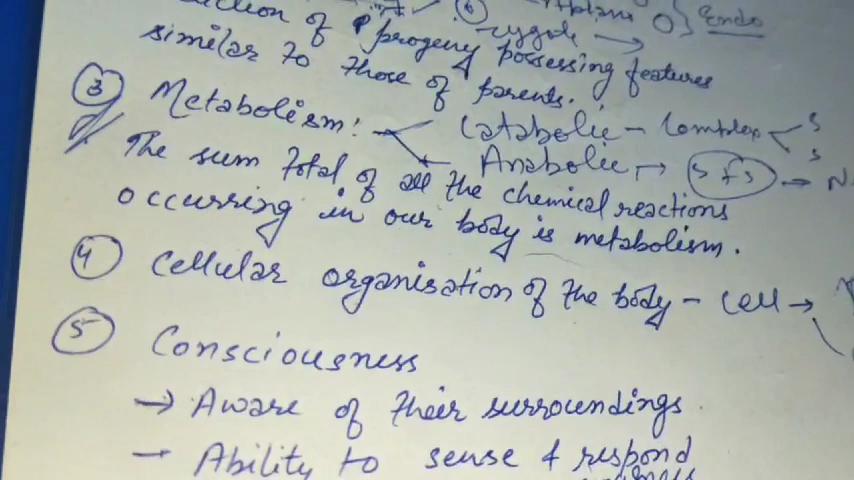 zygote → O} Endo
of progeny possessing features
similar to those of parents.
③ Metabolism: Catabolic - Complex < S S
Anabolic → S + S → N
The sum total of all the chemical reactions
occurring in our body is metabolism.
④ Cellular organisation of the body - Cell →
⑤ Consciousness
→ Aware of their surroundings
- Ability to sense & respond